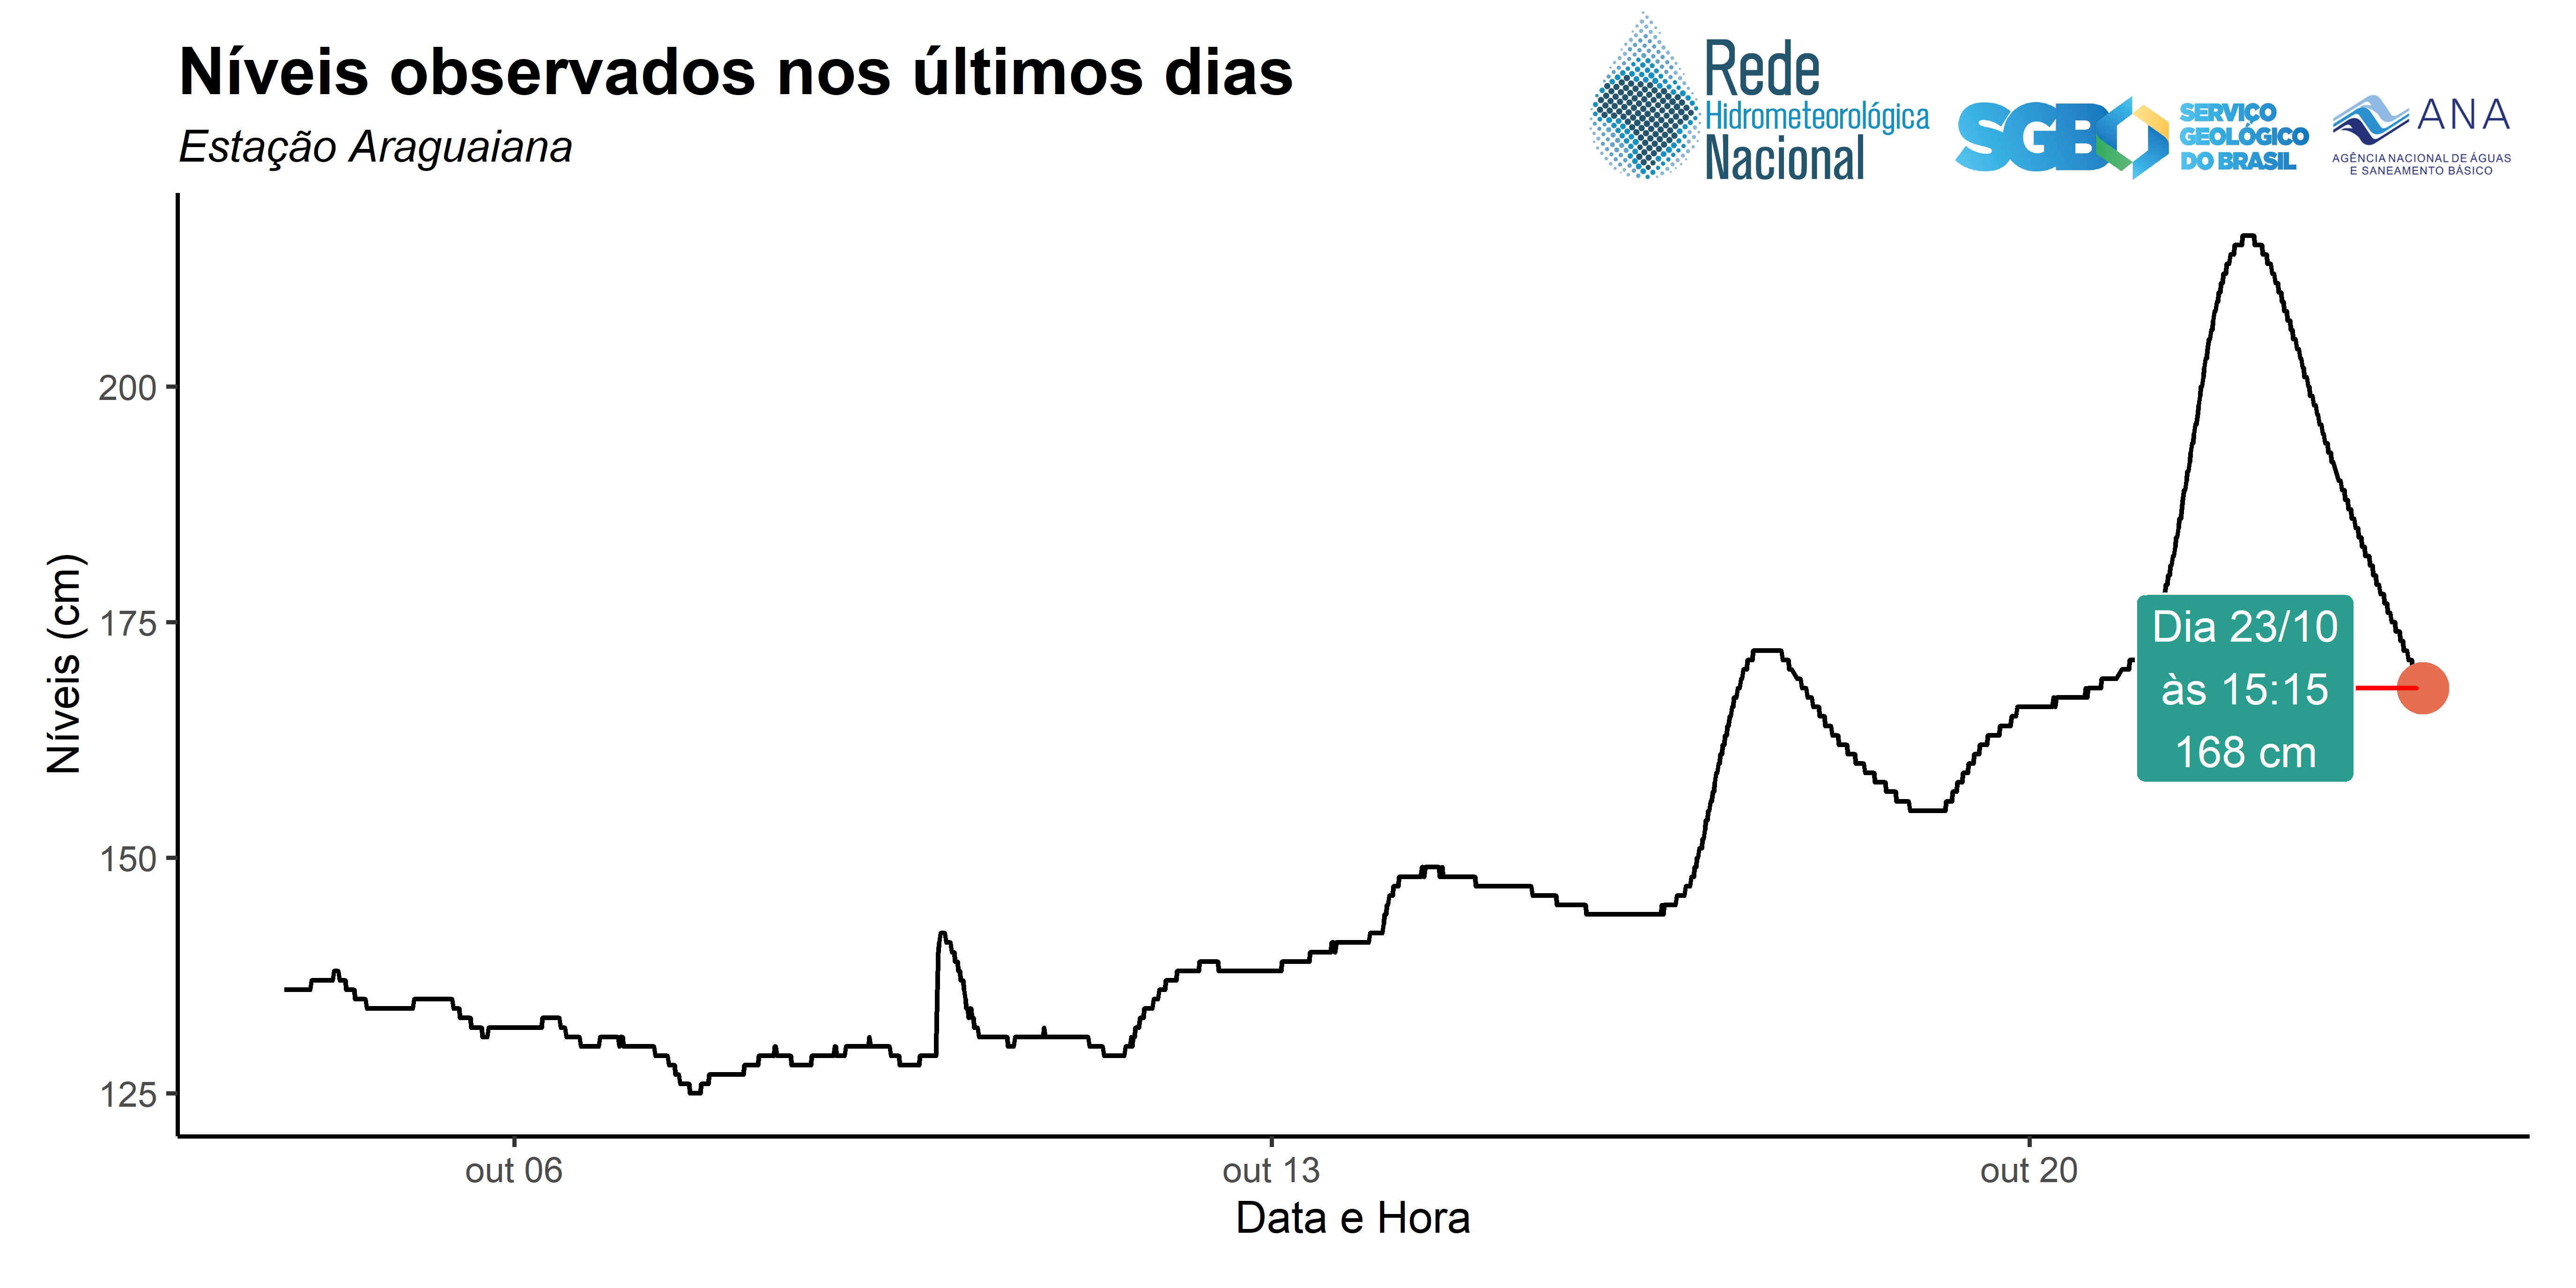 Níveis observados nos últimos dias
Estação Araguaiana
Rede
Hidrometeorológica
Nacional
SGB
SERVIÇO
GEOLÓGICO
DO BRASIL
ANA
AGÊNCIA NACIONAL DE ÁGUAS
E SANEAMENTO BÁSICO
Níveis (cm)
200
175
150
125
Dia 23/10
às 15:15
168 cm
out 06
out 13
out 20
Data e Hora